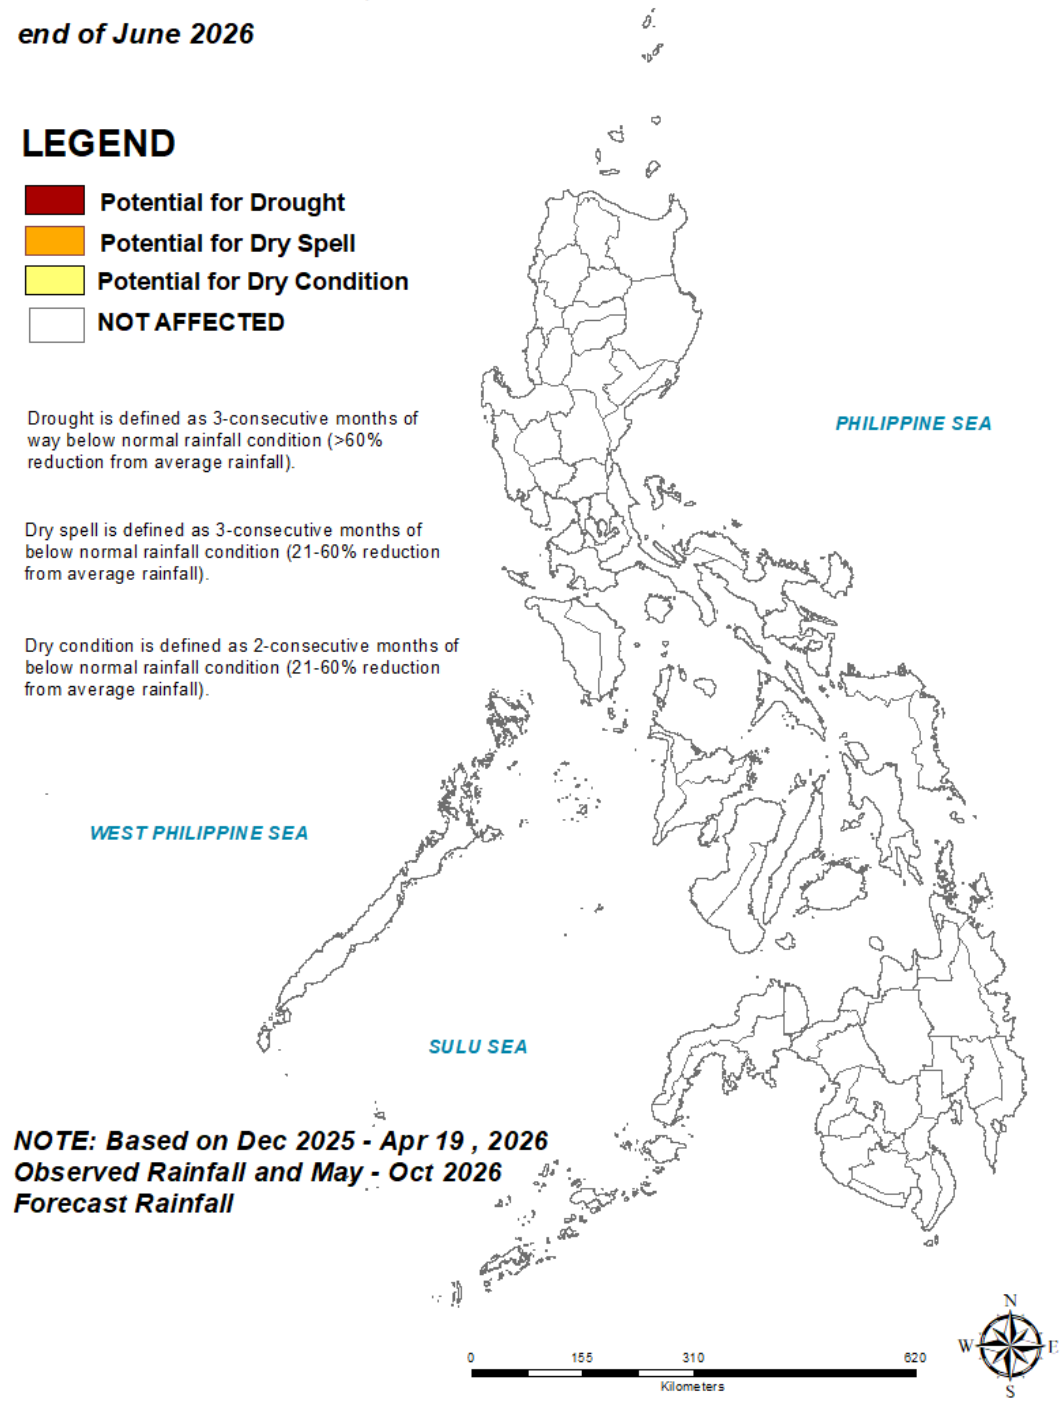 end of June 2026
LEGEND
Potential for Drought
Potential for Dry Spell
Potential for Dry Condition
NOT AFFECTED
Drought is defined as 3-consecutive months of
way below normal rainfall condition (>60%
reduction from average rainfall).
Dry spell is defined as 3-consecutive months of
below normal rainfall condition (21-60% reduction
from average rainfall).
Dry condition is defined as 2-consecutive months of
below normal rainfall condition (21-60% reduction
from average rainfall).
PHILIPPINE SEA
WEST PHILIPPINE SEA
SULU SEA
NOTE: Based on Dec 2025 - Apr 19 , 2026
Observed Rainfall and May - Oct 2026
Forecast Rainfall
N
W E
S
0 155 310 620
Kilometers